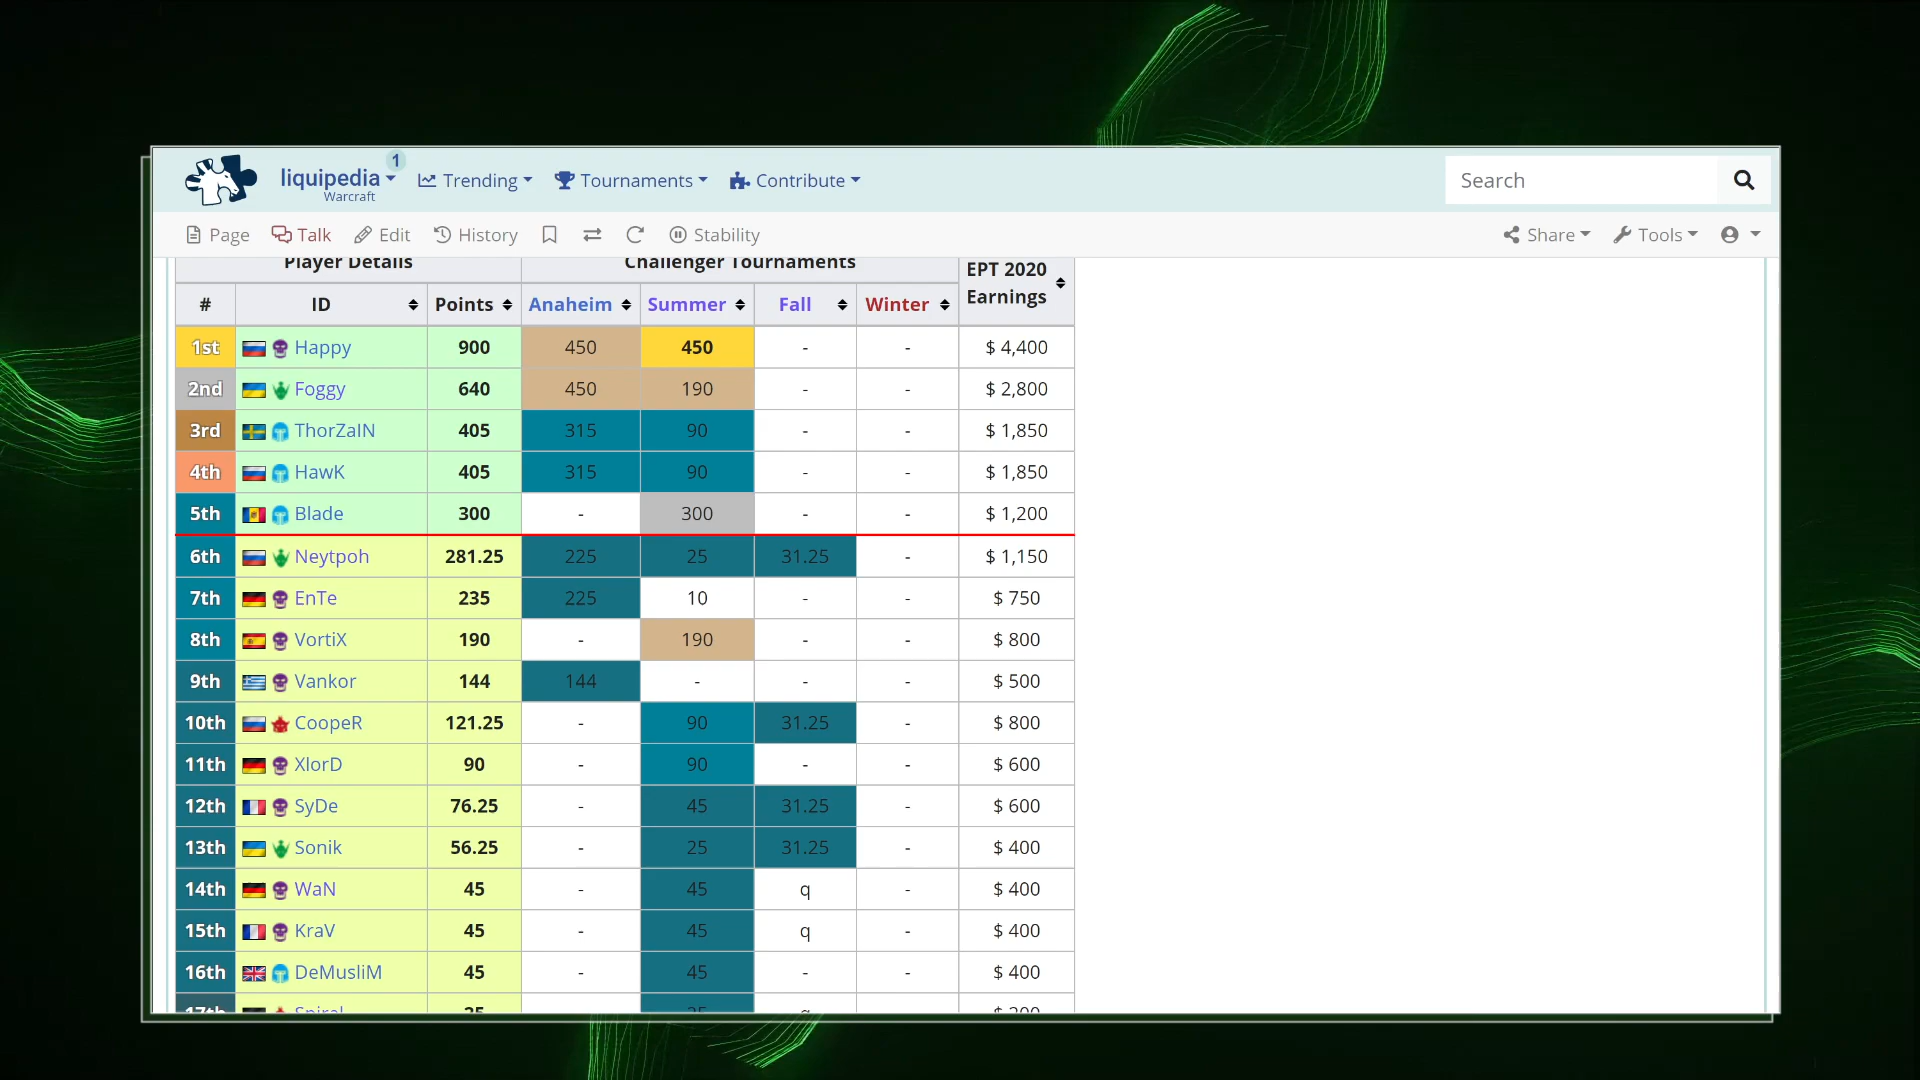 liquipedia 1
Warcraft
Trending Tournaments Contribute Search
Page Talk Edit History Stability Share Tools
Player Details Challenger Tournaments EPT 2020 Earnings
# ID Points Anaheim Summer Fall Winter
1st Happy 900 450 450 - - $ 4,400
2nd Foggy 640 450 190 - - $ 2,800
3rd ThorZaIN 405 315 90 - - $ 1,850
4th HawK 405 315 90 - - $ 1,850
5th Blade 300 - 300 - - $ 1,200
6th Neytpoh 281.25 225 25 31.25 - $ 1,150
7th EnTe 235 225 10 - - $ 750
8th VortiX 190 - 190 - - $ 800
9th Vankor 144 144 - - - $ 500
10th CoopeR 121.25 - 90 31.25 - $ 800
11th XlorD 90 - 90 - - $ 600
12th SyDe 76.25 - 45 31.25 - $ 600
13th Sonik 56.25 - 25 31.25 - $ 400
14th WaN 45 - 45 q - $ 400
15th KraV 45 - 45 q - $ 400
16th DeMusliM 45 - 45 - - $ 400
17th Spiral